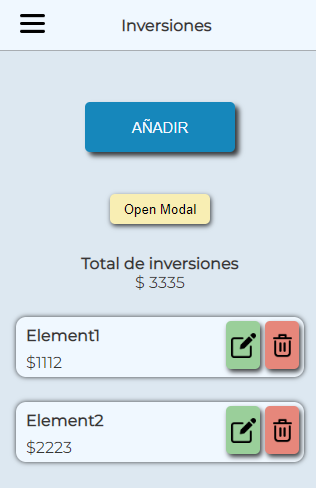 Inversiones
AÑADIR
Open Modal
Total de inversiones
$ 3335
Element1
$1112
Element2
$2223